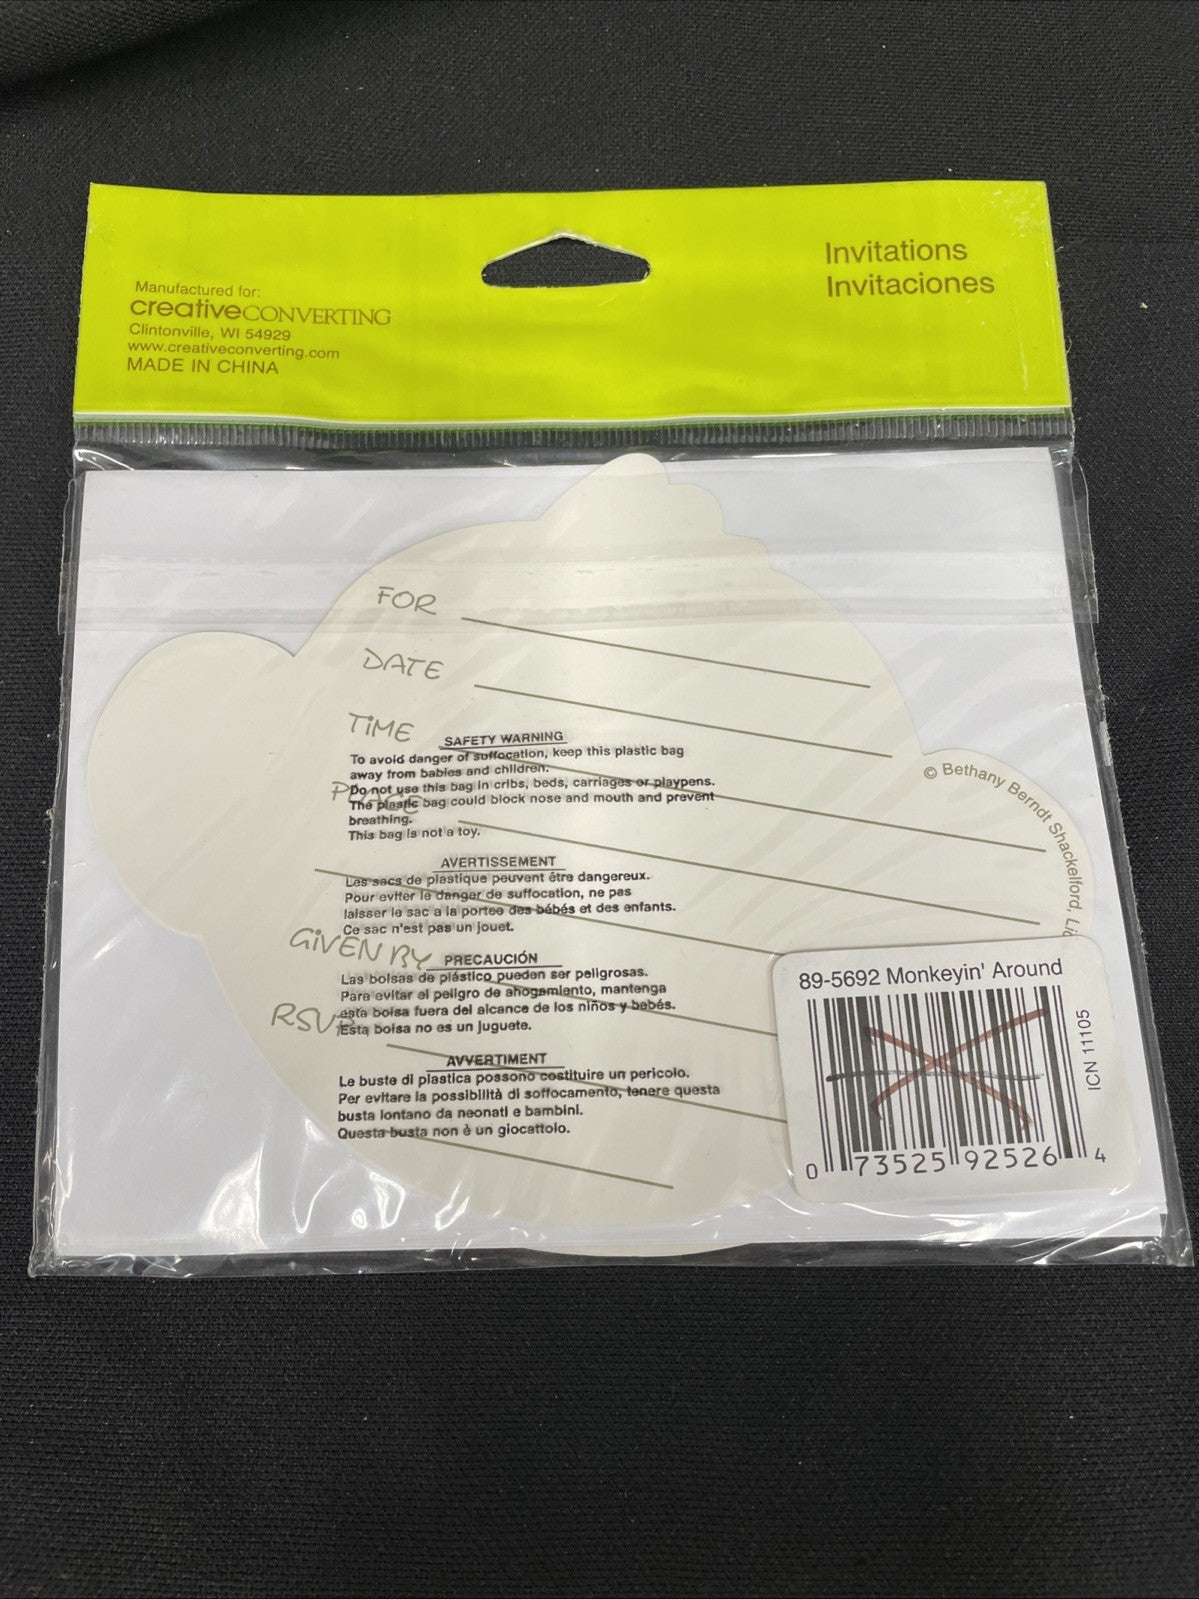 Invitations
Invitaciones
Manufactured for:
creativeCONVERTING
Clintonville, WI 54929
www.creativeconverting.com
MADE IN CHINA
FOR
DATE
TiME
PLACE
GiVEN BY
RSVP
SAFETY WARNING
To avoid danger of suffocation, keep this plastic bag
away from babies and children.
Do not use this bag in cribs, beds, carriages or playpens.
The plastic bag could block nose and mouth and prevent
breathing.
This bag is not a toy.
AVERTISSEMENT
Les sacs de plastique peuvent être dangereux.
Pour eviter le danger de suffocation, ne pas
laisser le sac a la portee des bébés et des enfants.
Ce sac n'est pas un jouet.
PRECAUCIÓN
Las bolsas de plástico pueden ser peligrosas.
Para evitar el peligro de ahogamiento, mantenga
esta bolsa fuera del alcance de los niños y bebés.
Esta bolsa no es un juguete.
AVVERTIMENT
Le buste di plastica possono costituire un pericolo.
Per evitare la possibilità di soffocamento, tenere questa
busta lontano da neonati e bambini.
Questa busta non è un giocattolo.
© Bethany Berndt Shackelford,
89-5692 Monkeyin' Around
ICN 11105
0 73525 92526 4